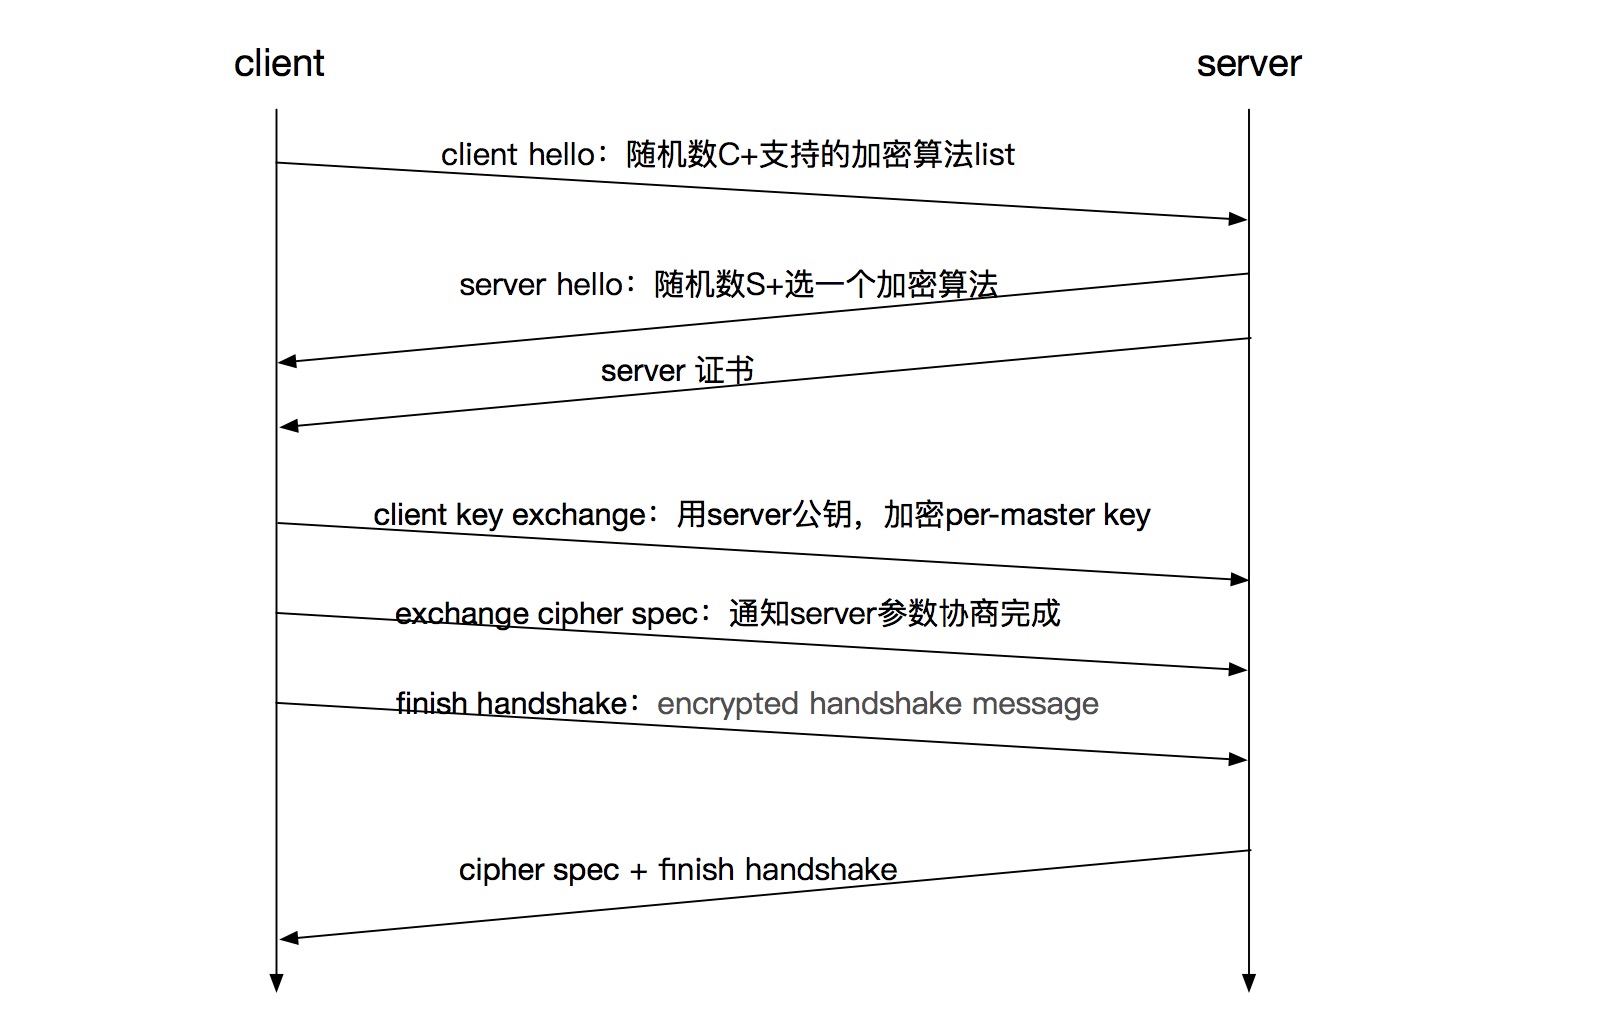 client
server
client hello：随机数C+支持的加密算法list
server hello：随机数S+选一个加密算法
server 证书
client key exchange：用server公钥，加密per-master key
exchange cipher spec：通知server参数协商完成
finish handshake：encrypted handshake message
cipher spec + finish handshake